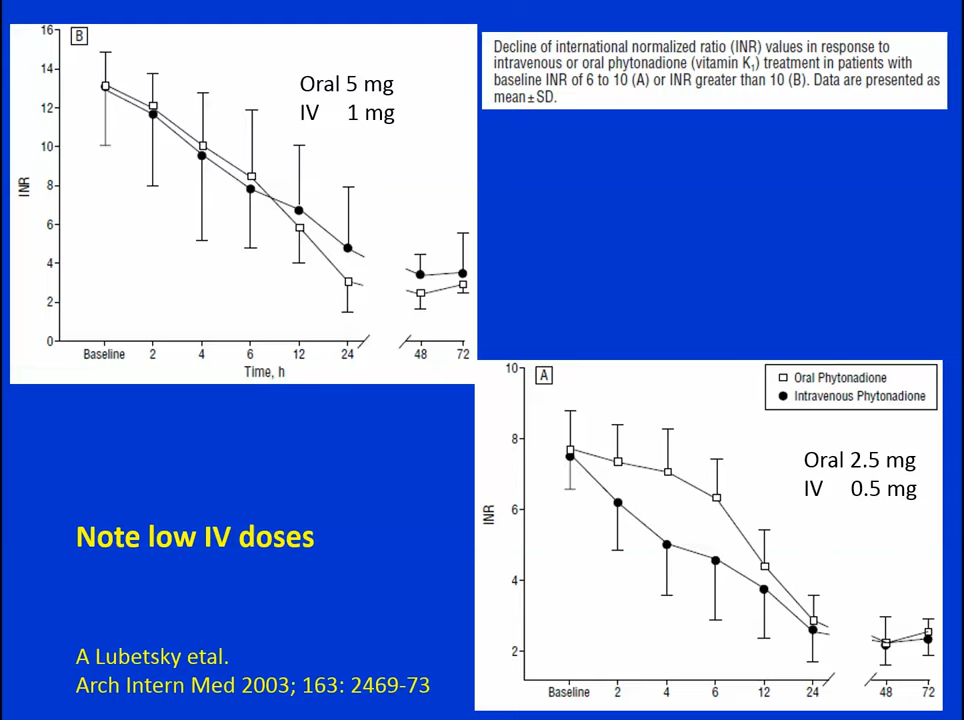 B
16
14
12
10
8
6
4
2
0
INR
Oral 5 mg
IV 1 mg
Baseline 2 4 6 12 24 48 72
Time, h
Decline of international normalized ratio (INR) values in response to
intravenous or oral phytonadione (vitamin K1) treatment in patients with
baseline INR of 6 to 10 (A) or INR greater than 10 (B). Data are presented as
mean±SD.
A
10
8
6
4
2
INR
Oral Phytonadione
Intravenous Phytonadione
Oral 2.5 mg
IV 0.5 mg
Baseline 2 4 6 12 24 48 72
Note low IV doses
A Lubetsky etal.
Arch Intern Med 2003; 163: 2469-73